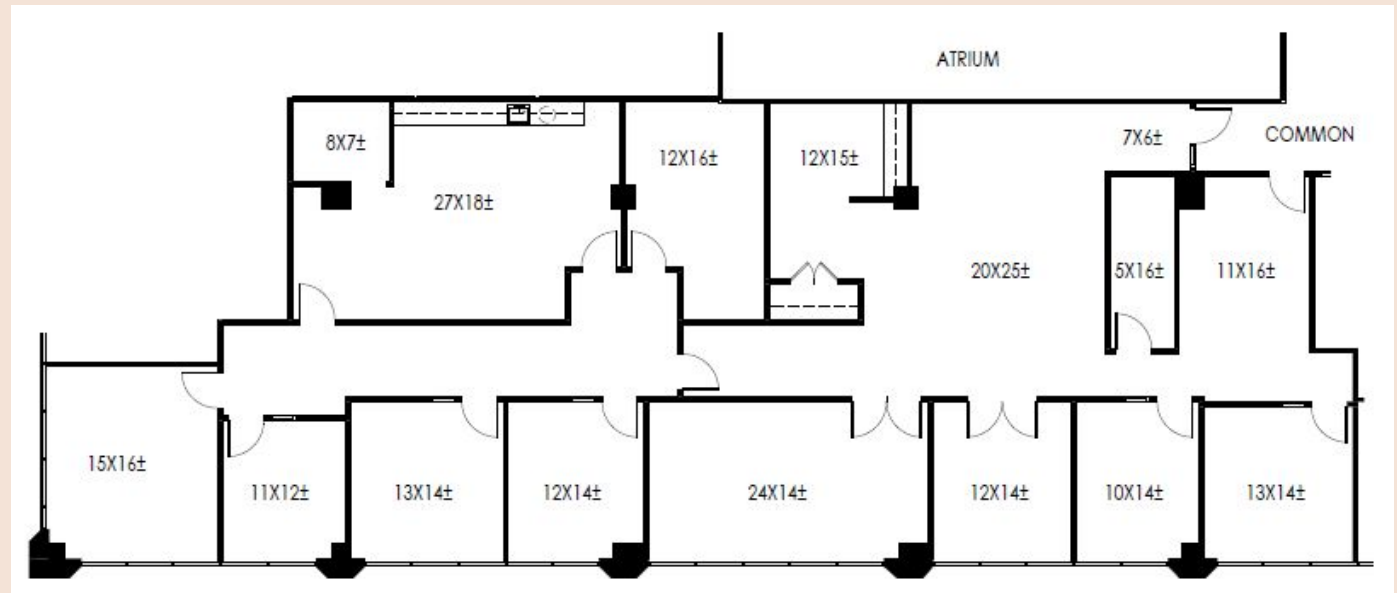 ATRIUM
7X6±
COMMON
8X7±
12X16±
12X15±
27X18±
20X25±
5X16±
11X16±
15X16±
11X12±
13X14±
12X14±
24X14±
12X14±
10X14±
13X14±